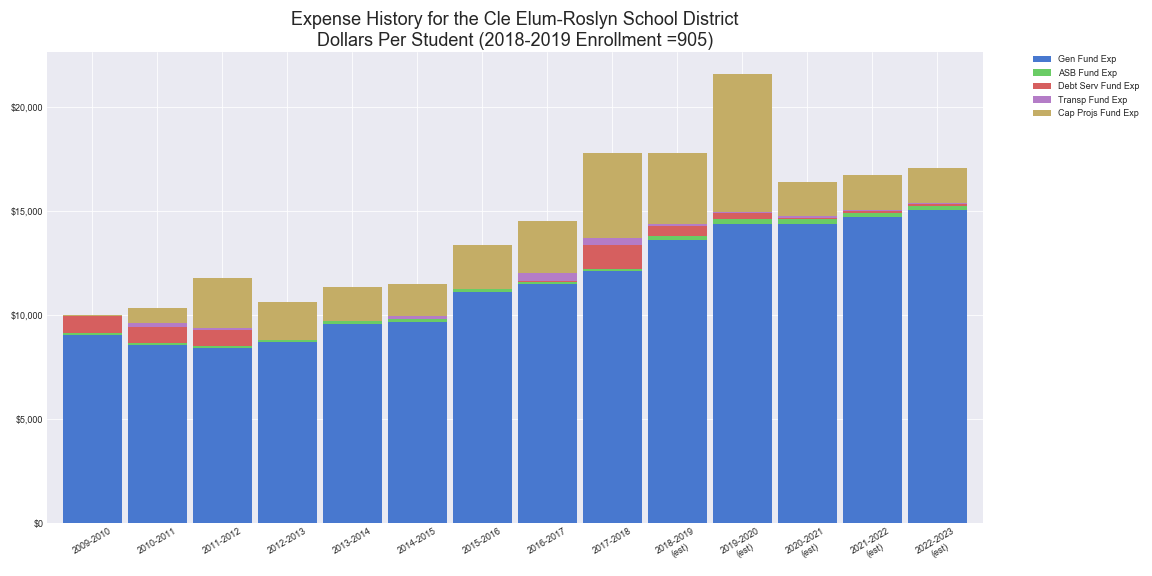 Expense History for the Cle Elum-Roslyn School District
Dollars Per Student (2018-2019 Enrollment =905)
Gen Fund Exp
ASB Fund Exp
Debt Serv Fund Exp
Transp Fund Exp
Cap Projs Fund Exp
$20,000
$15,000
$10,000
$5,000
$0
2009-2010
2010-2011
2011-2012
2012-2013
2013-2014
2014-2015
2015-2016
2016-2017
2017-2018
2018-2019
(est)
2019-2020
(est)
2020-2021
(est)
2021-2022
(est)
2022-2023
(est)